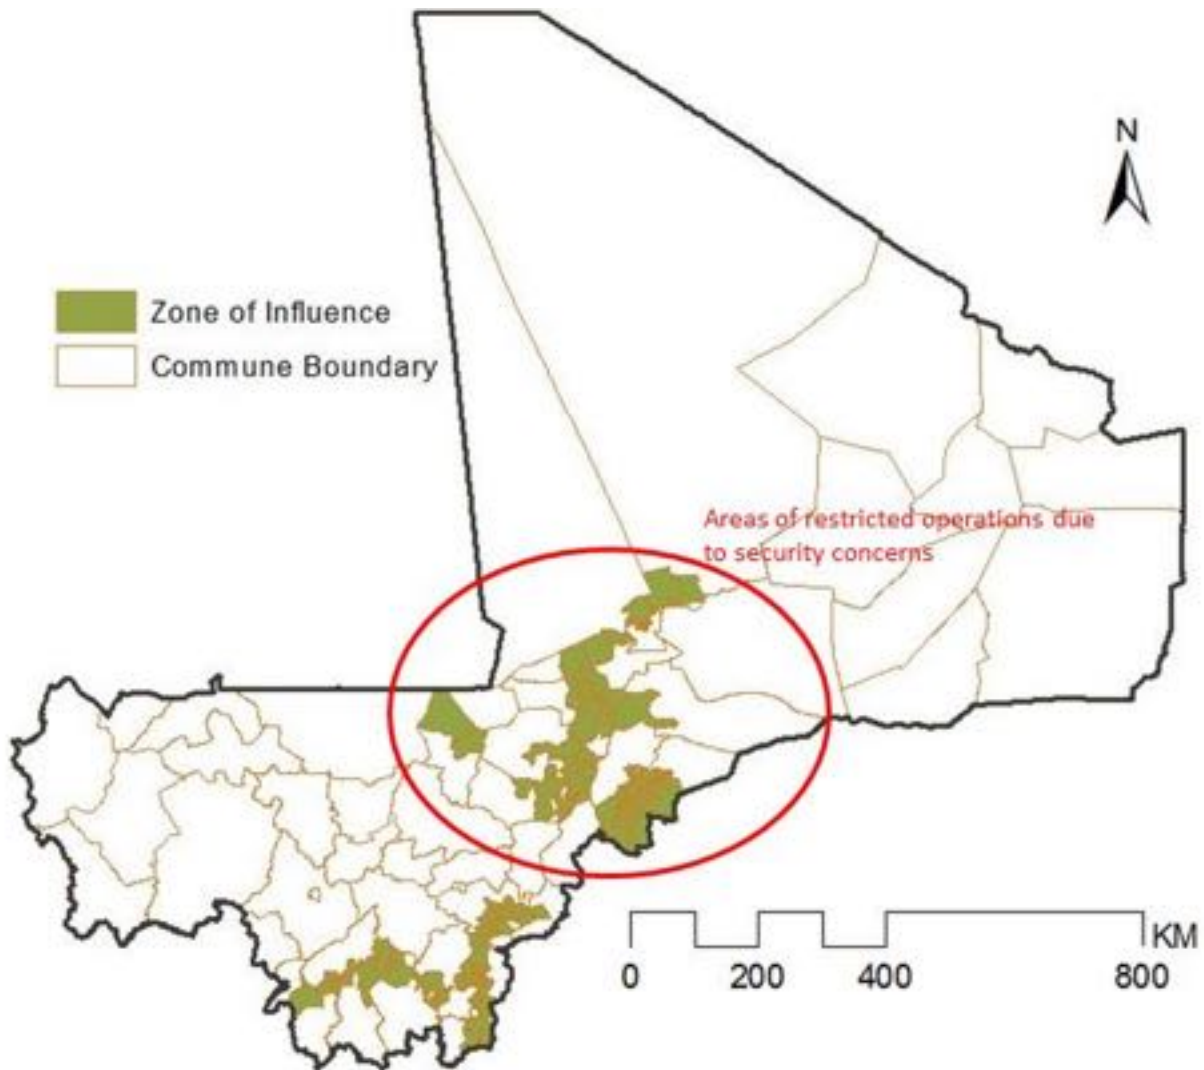 N
Zone of Influence
Commune Boundary
Areas of restricted operations due
to security concerns
KM
0 200 400 800